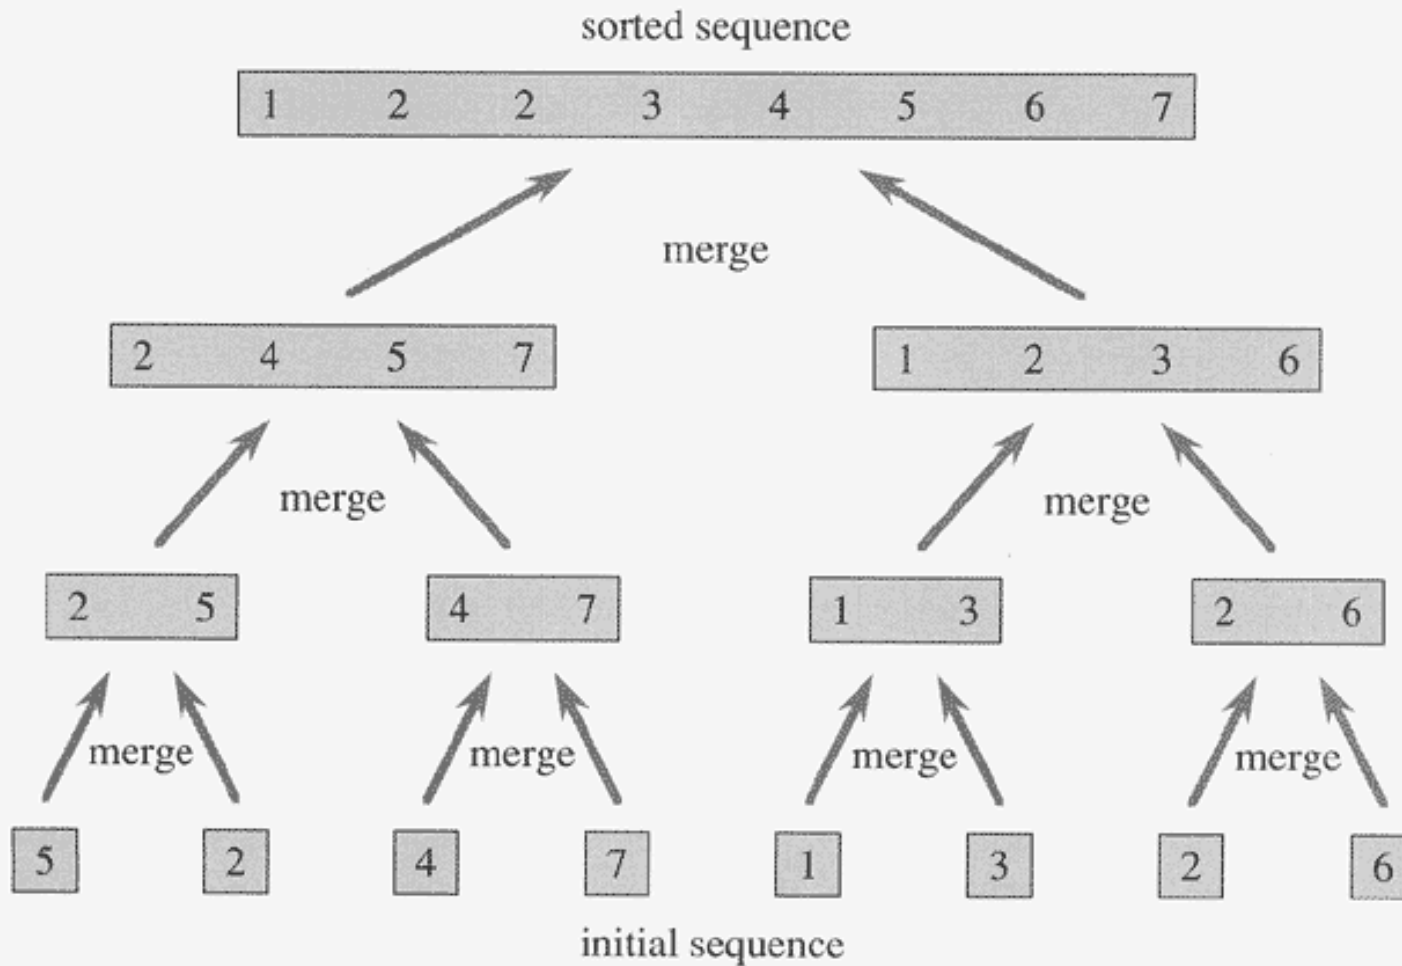 sorted sequence
1 2 2 3 4 5 6 7
merge
2 4 5 7 1 2 3 6
merge merge
2 5 4 7 1 3 2 6
merge merge merge merge
5 2 4 7 1 3 2 6
initial sequence